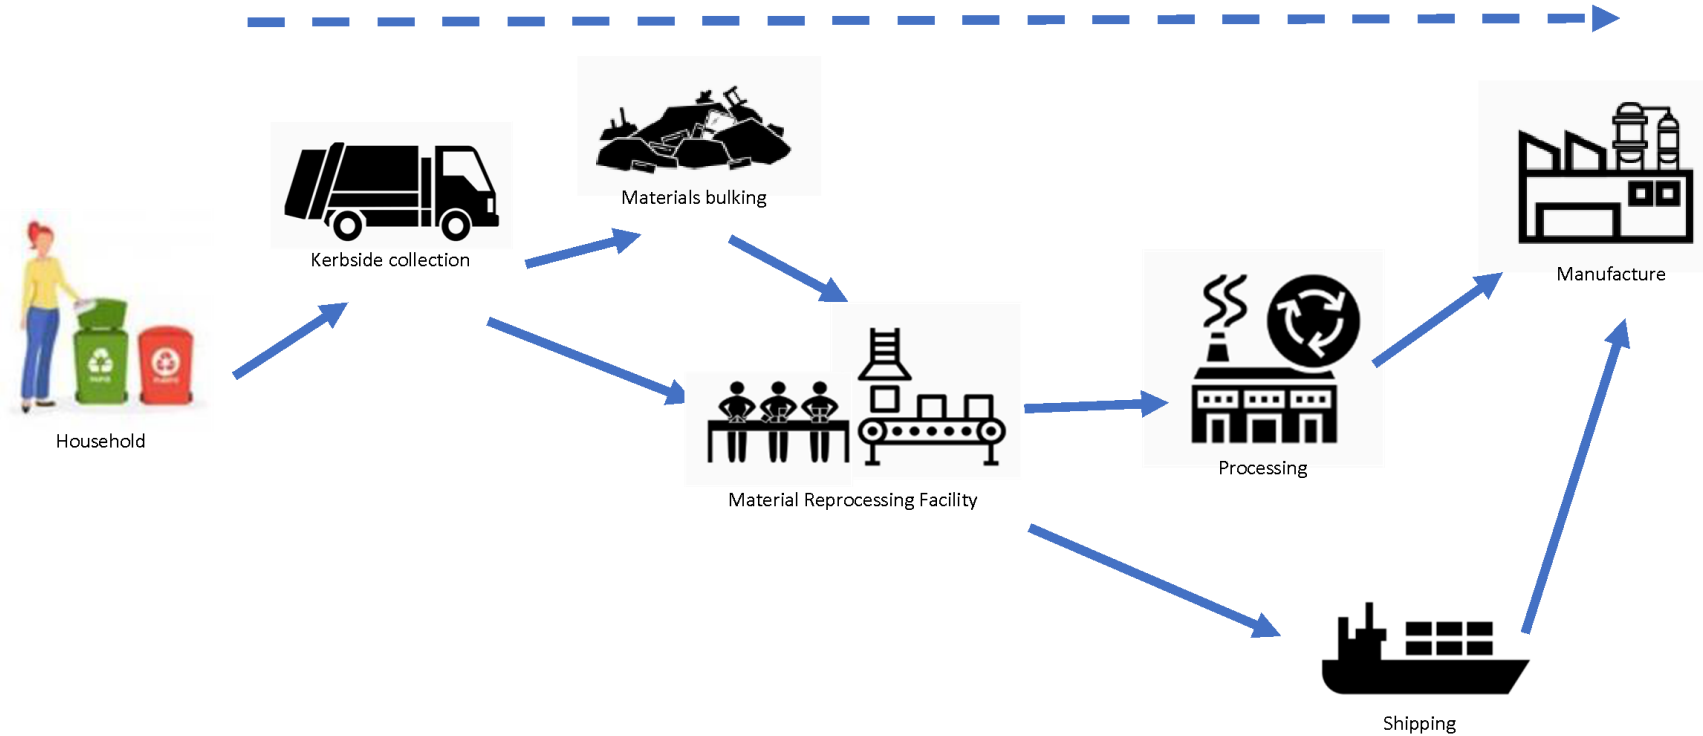 Materials bulking
Kerbside collection
Manufacture
Household
Processing
Material Reprocessing Facility
Shipping